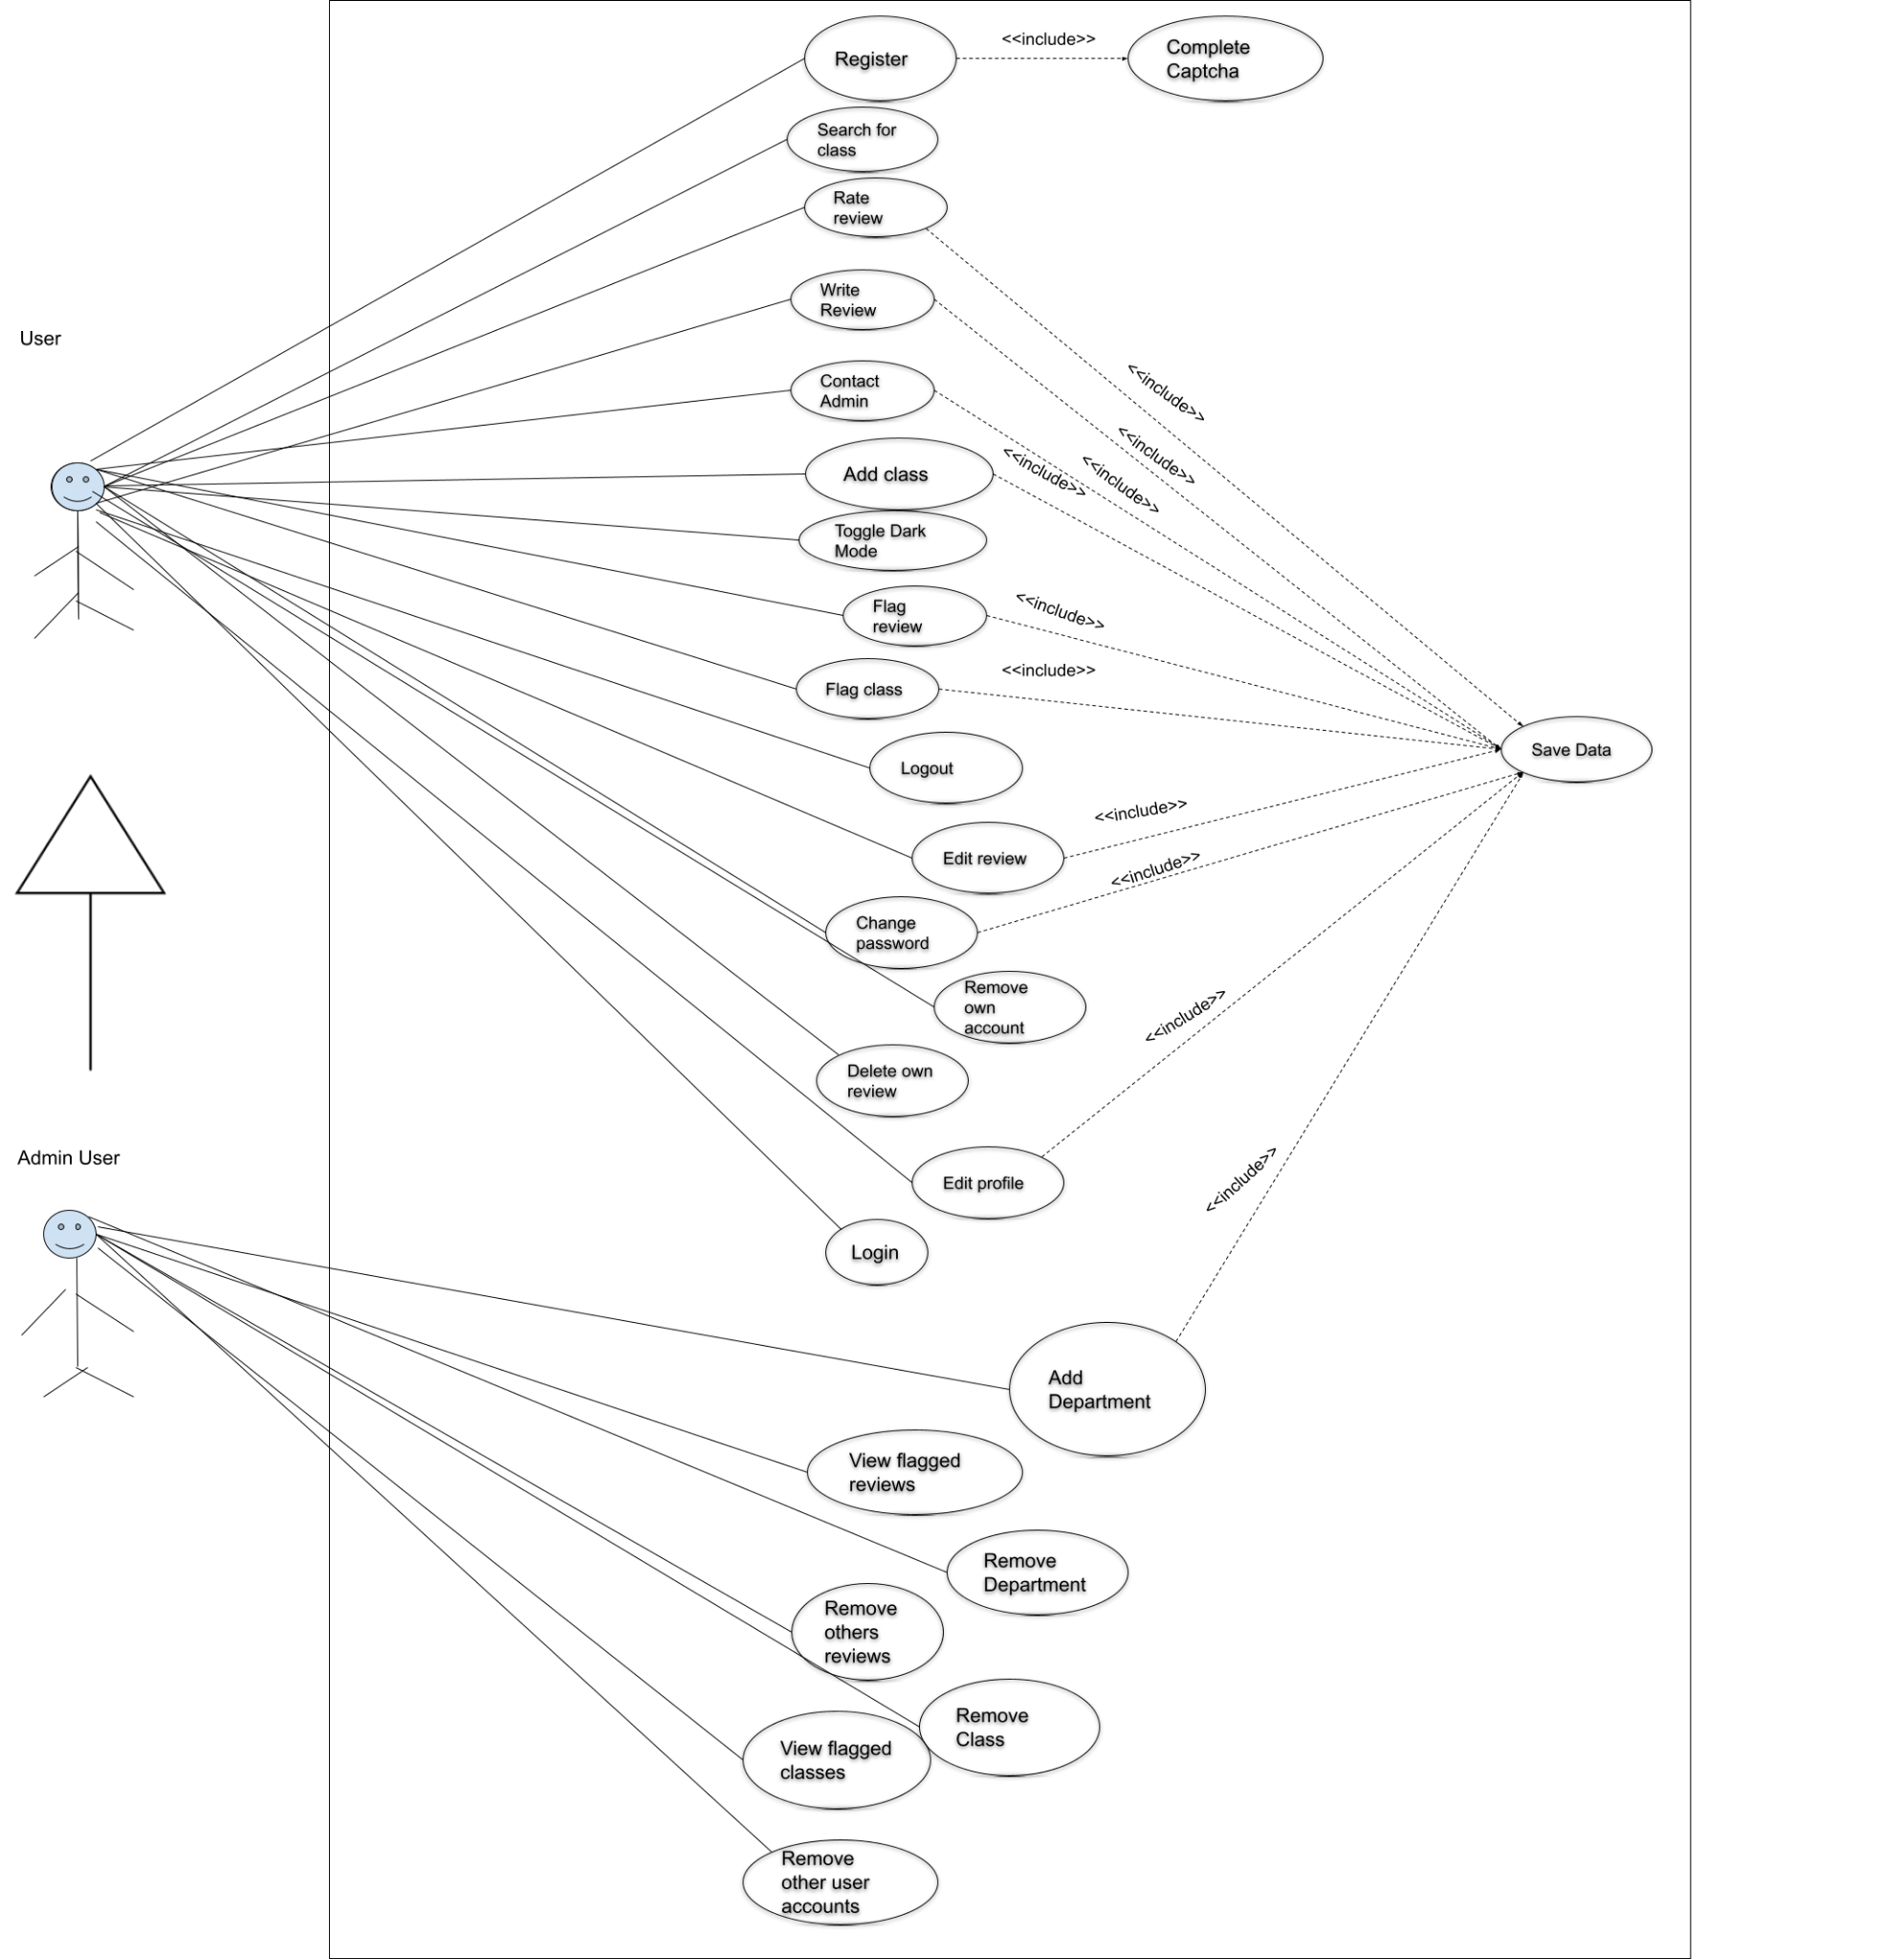 Register
<<include>>
Complete
Captcha
Search for
class
Rate
review
Write
Review
User
Contact
Admin
<<include>>
<<include>>
<<include>>
<<include>>
Add class
Toggle Dark
Mode
Flag
review
<<include>>
Flag class
<<include>>
Save Data
Logout
<<include>>
Edit review
<<include>>
Change
password
Remove
own
account
<<include>>
Delete own
review
Admin User
Edit profile
<<include>>
Login
Add
Department
View flagged
reviews
Remove
Department
Remove
others
reviews
Remove
Class
View flagged
classes
Remove
other user
accounts